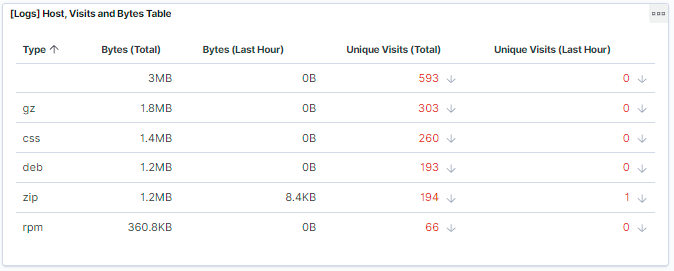 [Logs] Host, Visits and Bytes Table
Type ↑ Bytes (Total) Bytes (Last Hour) Unique Visits (Total) Unique Visits (Last Hour)
3MB 0B 593 ↓ 0 ↓
gz 1.8MB 0B 303 ↓ 0 ↓
css 1.4MB 0B 260 ↓ 0 ↓
deb 1.2MB 0B 193 ↓ 0 ↓
zip 1.2MB 8.4KB 194 ↓ 1 ↓
rpm 360.8KB 0B 66 ↓ 0 ↓